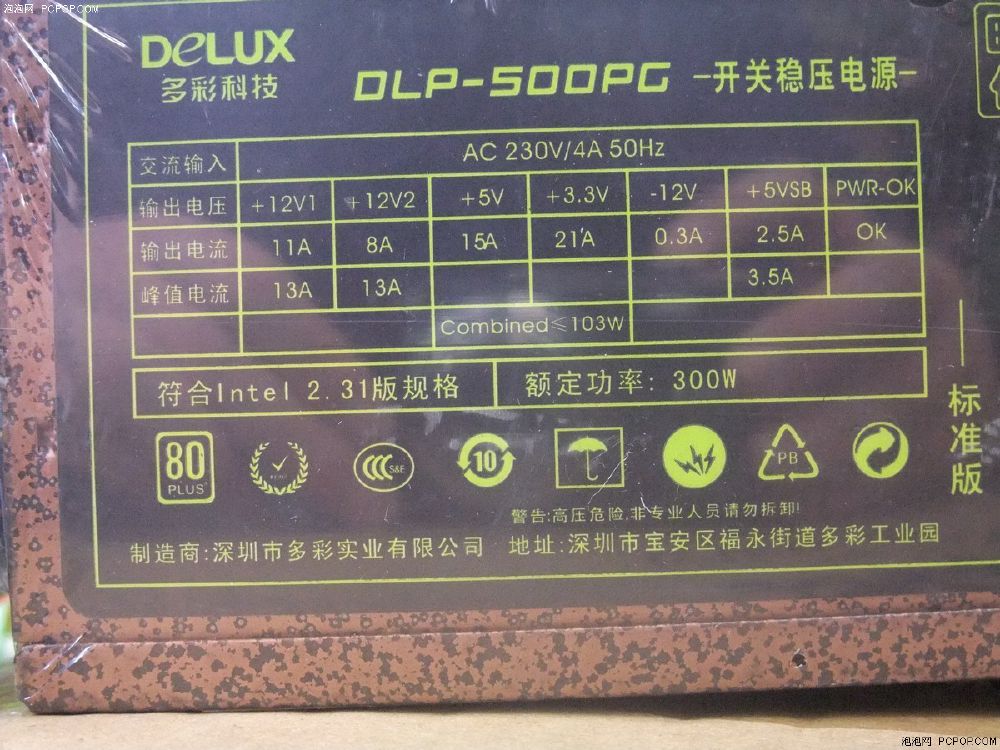 泡泡网 PCPOP.COM
DeLUX
多彩科技
DLP-500PG -开关稳压电源-
交流输入 AC 230V/4A 50Hz
输出电压 +12V1 +12V2 +5V +3.3V -12V +5VSB PWR-OK
输出电流 11A 8A 15A 21A 0.3A 2.5A OK
峰值电流 13A 13A 3.5A
Combined≤103W
符合Intel 2.31版规格 额定功率: 300W
标准版
80 PLUS
S&E
10
PB
警告:高压危险,非专业人员请勿拆卸!
制造商:深圳市多彩实业有限公司 地址:深圳市宝安区福永街道多彩工业园
泡泡网 PCPOP.COM